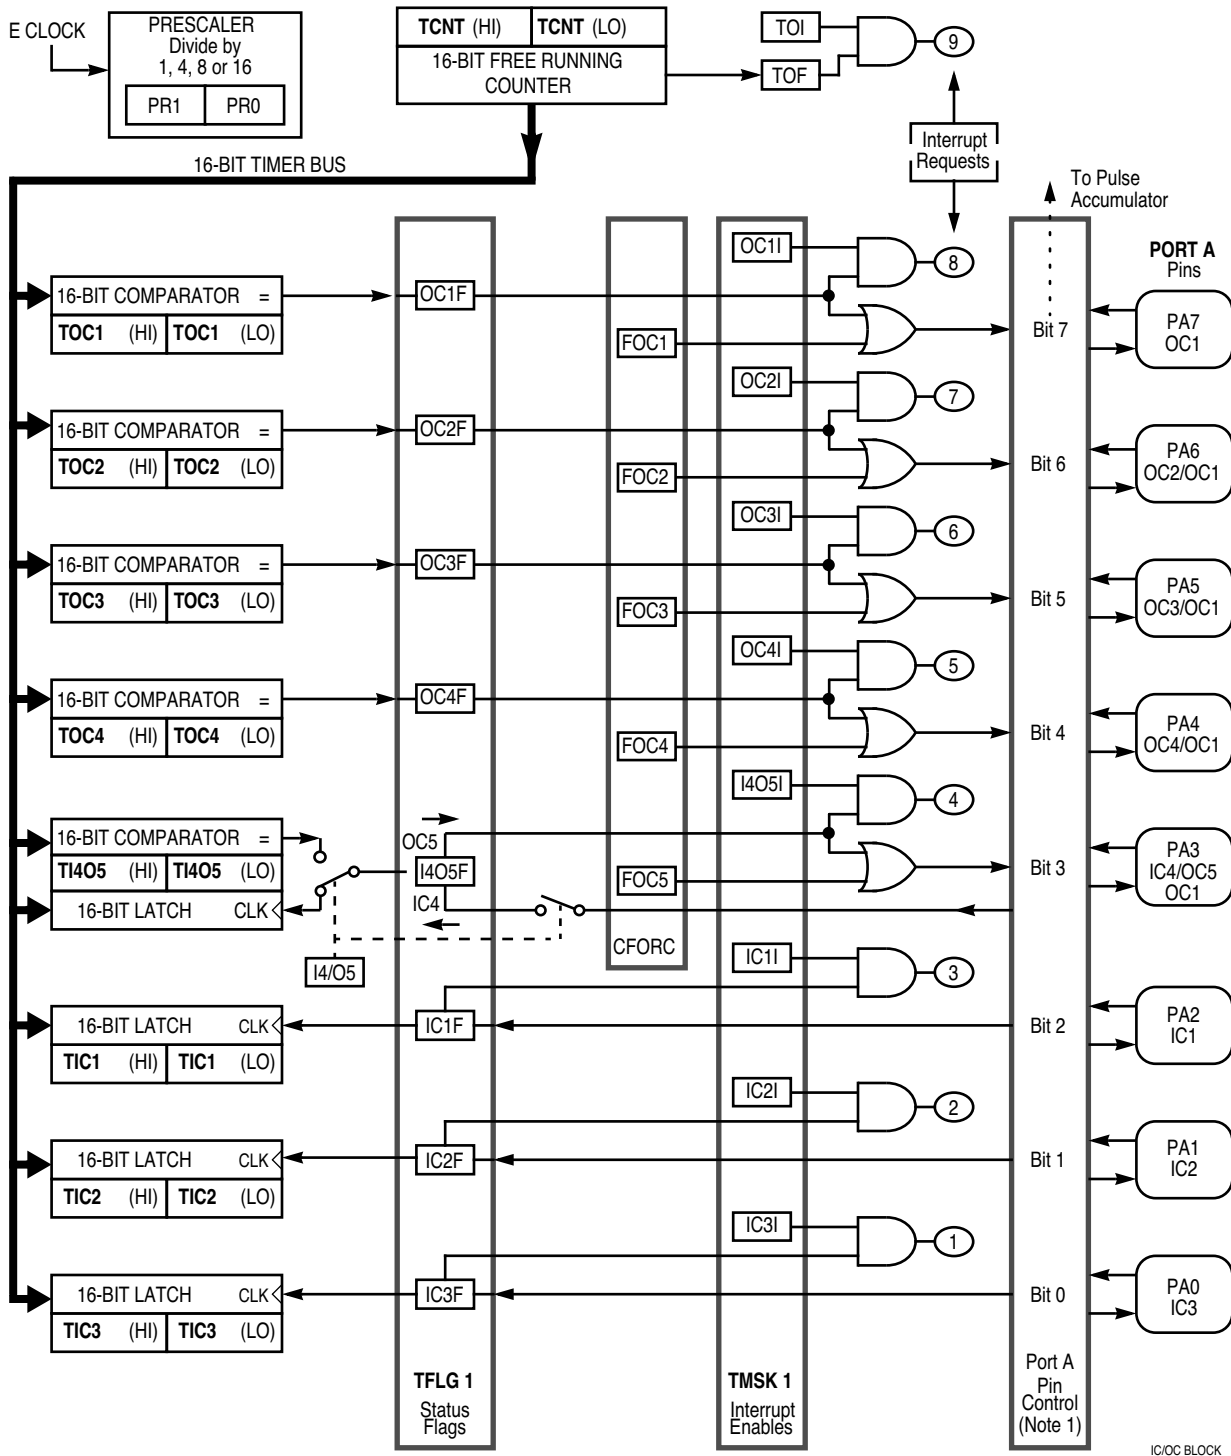 E CLOCK
PRESCALER
Divide by
1, 4, 8 or 16
PR1 PR0
TCNT (HI) TCNT (LO)
16-BIT FREE RUNNING
COUNTER
TOI
TOF
9
Interrupt
Requests
16-BIT TIMER BUS
To Pulse
Accumulator
PORT A
Pins
OC1I
8
16-BIT COMPARATOR =
TOC1 (HI) TOC1 (LO)
OC1F
FOC1
Bit 7
PA7
OC1
OC2I
7
16-BIT COMPARATOR =
TOC2 (HI) TOC2 (LO)
OC2F
FOC2
Bit 6
PA6
OC2/OC1
OC3I
6
16-BIT COMPARATOR =
TOC3 (HI) TOC3 (LO)
OC3F
FOC3
Bit 5
PA5
OC3/OC1
OC4I
5
16-BIT COMPARATOR =
TOC4 (HI) TOC4 (LO)
OC4F
FOC4
Bit 4
PA4
OC4/OC1
I4O5I
4
16-BIT COMPARATOR =
TI4O5 (HI) TI4O5 (LO)
16-BIT LATCH CLK
OC5
I4O5F
IC4
I4/O5
FOC5
CFORC
Bit 3
PA3
IC4/OC5
OC1
IC1I
3
16-BIT LATCH CLK
TIC1 (HI) TIC1 (LO)
IC1F
Bit 2
PA2
IC1
IC2I
2
16-BIT LATCH CLK
TIC2 (HI) TIC2 (LO)
IC2F
Bit 1
PA1
IC2
IC3I
1
16-BIT LATCH CLK
TIC3 (HI) TIC3 (LO)
IC3F
Bit 0
PA0
IC3
TFLG 1
Status
Flags
TMSK 1
Interrupt
Enables
Port A
Pin
Control
(Note 1)
IC/OC BLOCK